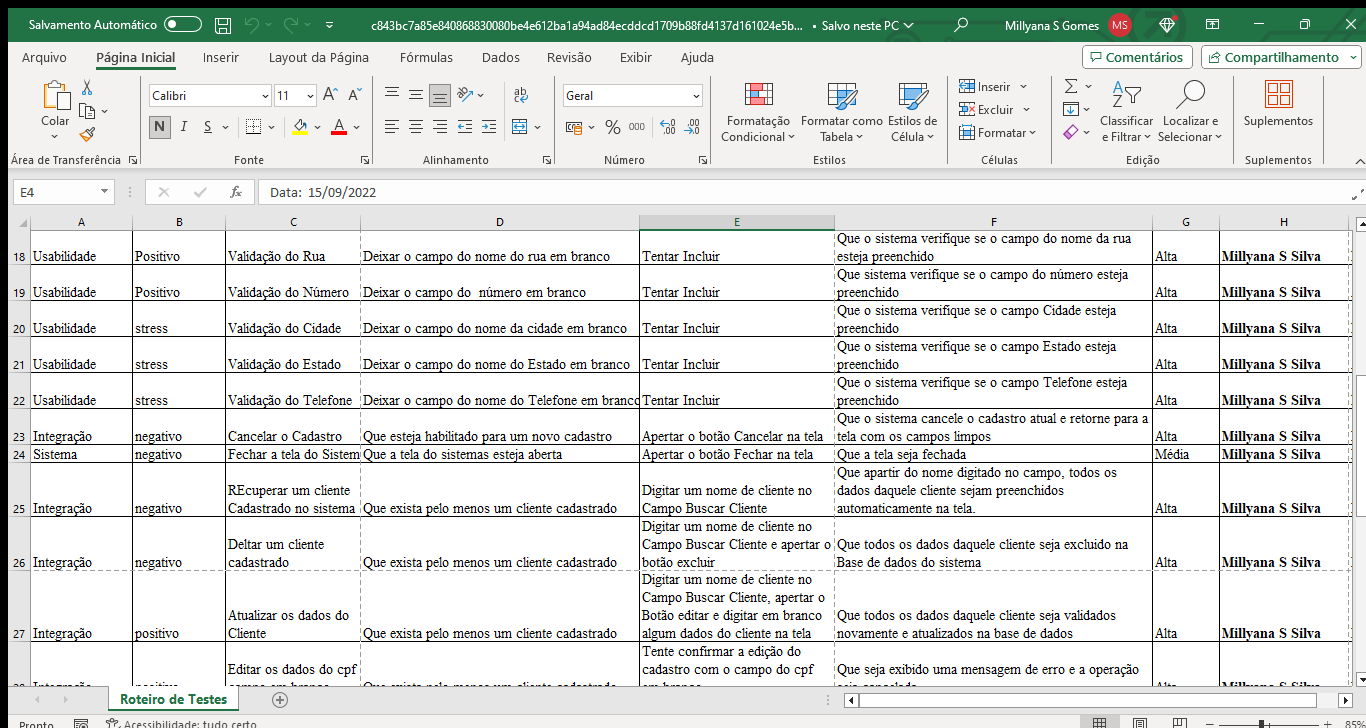 Salvamento Automático
c843bc7a85e840868830080be4e612ba1a94ad84ecddcd1709b88fd4137d161024e5b... • Salvo neste PC
Millyana S Gomes
MS
Arquivo Página Inicial Inserir Layout da Página Fórmulas Dados Revisão Exibir Ajuda
Comentários
Compartilhamento
Colar
Calibri 11
N I S
ab
c
Geral
% 000
Formatação
Condicional
Formatar como
Tabela
Estilos de
Célula
Inserir
Excluir
Formatar
Classificar
e Filtrar
Localizar e
Selecionar
Suplementos
Área de Transferência Fonte Alinhamento Número Estilos Células Edição Suplementos
E4 fx Data: 15/09/2022
A B C D E F G H
18 Usabilidade Positivo Validação do Rua Deixar o campo do nome do rua em branco Tentar Incluir
Que o sistema verifique se o campo do nome da rua
esteja preenchido
Alta Millyana S Silva
19 Usabilidade Positivo Validação do Número Deixar o campo do número em branco Tentar Incluir
Que sistema verifique se o campo do número esteja
preenchido
Alta Millyana S Silva
20 Usabilidade stress Validação do Cidade Deixar o campo do nome da cidade em branco Tentar Incluir
Que o sistema verifique se o campo Cidade esteja
preenchido
Alta Millyana S Silva
21 Usabilidade stress Validação do Estado Deixar o campo do nome do Estado em branco Tentar Incluir
Que o sistema verifique se o campo Estado esteja
preenchido
Alta Millyana S Silva
22 Usabilidade stress Validação do Telefone Deixar o campo do nome do Telefone em branco Tentar Incluir
Que o sistema verifique se o campo Telefone esteja
preenchido
Alta Millyana S Silva
23 Integração negativo Cancelar o Cadastro Que esteja habilitado para um novo cadastro Apertar o botão Cancelar na tela
Que o sistema cancele o cadastro atual e retorne para a
tela com os campos limpos
Alta Millyana S Silva
24 Sistema negativo Fechar a tela do Sistem Que a tela do sistemas esteja aberta Apertar o botão Fechar na tela Que a tela seja fechada Média Millyana S Silva
25 Integração negativo
REcuperar um cliente
Cadastrado no sistema
Que exista pelo menos um cliente cadastrado
Digitar um nome de cliente no
Campo Buscar Cliente
Que apartir do nome digitado no campo, todos os
dados daquele cliente sejam preenchidos
automaticamente na tela.
Alta Millyana S Silva
26 Integração negativo
Deltar um cliente
cadastrado
Que exista pelo menos um cliente cadastrado
Digitar um nome de cliente no
Campo Buscar Cliente e apertar o
botão excluir
Que todos os dados daquele cliente seja excluido na
Base de dados do sistema
Alta Millyana S Silva
27 Integração positivo
Atualizar os dados do
Cliente
Que exista pelo menos um cliente cadastrado
Digitar um nome de cliente no
Campo Buscar Cliente, apertar o
Botão editar e digitar em branco
algum dados do cliente na tela
Que todos os dados daquele cliente seja validados
novamente e atualizados na base de dados
Alta Millyana S Silva
Editar os dados do cpf
Tente confirmar a edição do
cadastro com o campo do cpf
Que seja exibido uma mensagem de erro e a operação
Roteiro de Testes
Pronto Acessibilidade: tudo certo
85%